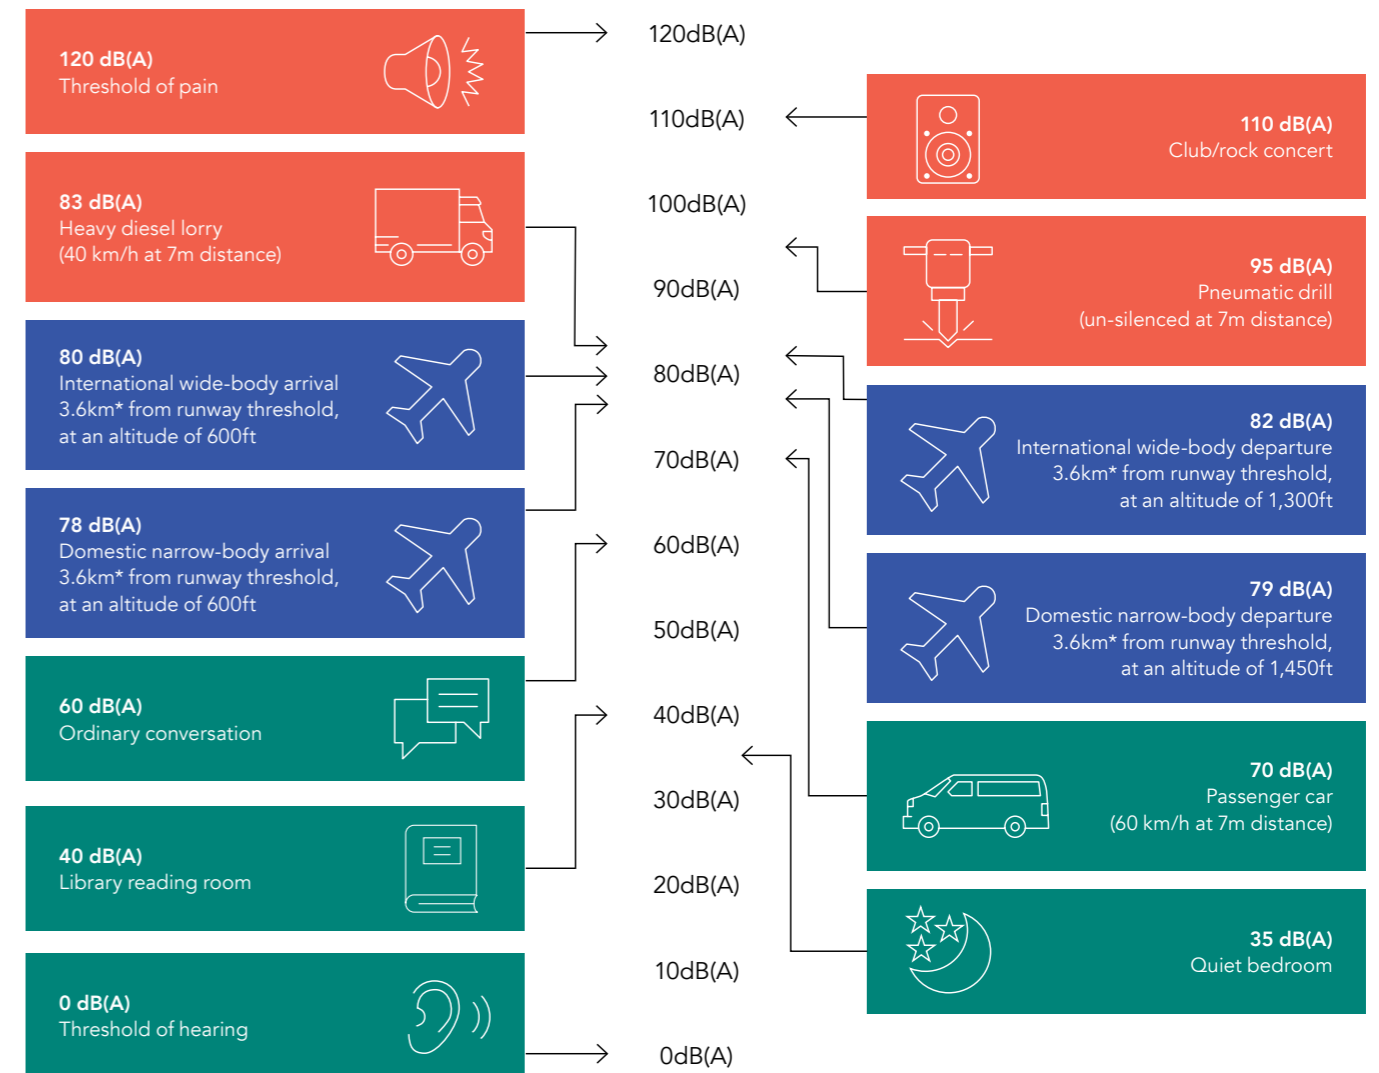 120 dB(A)
Threshold of pain
83 dB(A)
Heavy diesel lorry
(40 km/h at 7m distance)
80 dB(A)
International wide-body arrival
3.6km* from runway threshold,
at an altitude of 600ft
78 dB(A)
Domestic narrow-body arrival
3.6km* from runway threshold,
at an altitude of 600ft
60 dB(A)
Ordinary conversation
40 dB(A)
Library reading room
0 dB(A)
Threshold of hearing
120dB(A)
110dB(A)
100dB(A)
90dB(A)
80dB(A)
70dB(A)
60dB(A)
50dB(A)
40dB(A)
30dB(A)
20dB(A)
10dB(A)
0dB(A)
110 dB(A)
Club/rock concert
95 dB(A)
Pneumatic drill
(un-silenced at 7m distance)
82 dB(A)
International wide-body departure
3.6km* from runway threshold,
at an altitude of 1,300ft
79 dB(A)
Domestic narrow-body departure
3.6km* from runway threshold,
at an altitude of 1,450ft
70 dB(A)
Passenger car
(60 km/h at 7m distance)
35 dB(A)
Quiet bedroom